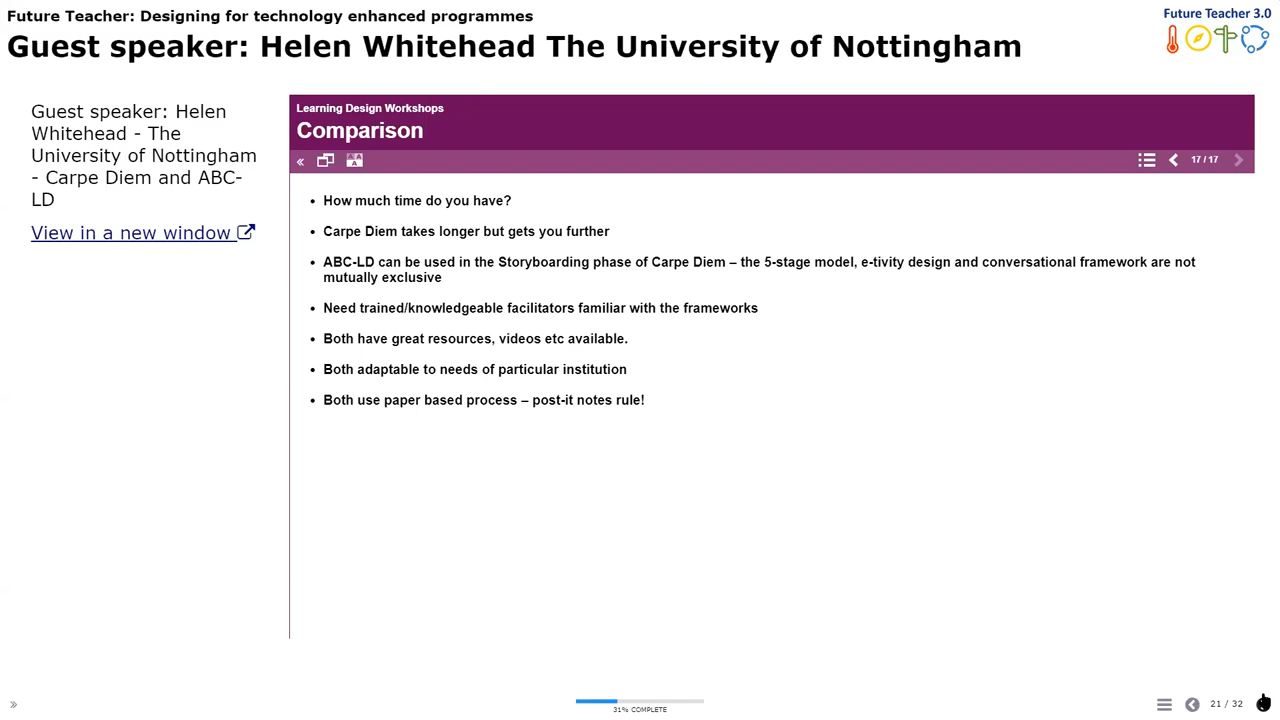 Future Teacher: Designing for technology enhanced programmes
Future Teacher 3.0
Guest speaker: Helen Whitehead The University of Nottingham
Guest speaker: Helen
Whitehead - The
University of Nottingham
- Carpe Diem and ABC-
LD
View in a new window
Learning Design Workshops
Comparison
17 / 17
• How much time do you have?
• Carpe Diem takes longer but gets you further
• ABC-LD can be used in the Storyboarding phase of Carpe Diem – the 5-stage model, e-tivity design and conversational framework are not
mutually exclusive
• Need trained/knowledgeable facilitators familiar with the frameworks
• Both have great resources, videos etc available.
• Both adaptable to needs of particular institution
• Both use paper based process – post-it notes rule!
31% COMPLETE
21 / 32